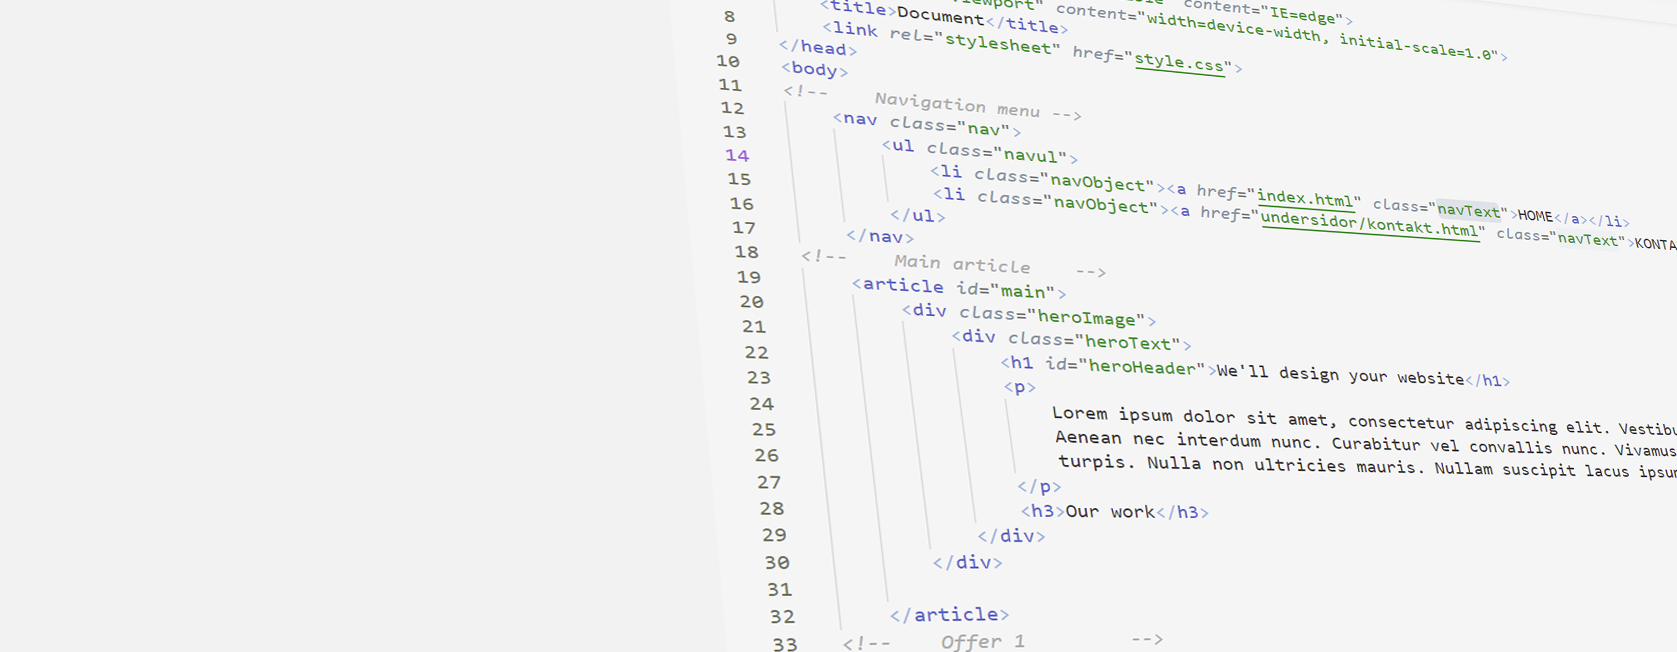 content="IE=edge">
viewport" content="width=device-width, initial-scale=1.0">
<title>Document</title>
8 <link rel="stylesheet" href="style.css">
9 </head>
10 <body>
11 <!-- Navigation menu -->
12 <nav class="nav">
13 <ul class="navul">
14 <li class="navObject"><a href="index.html" class="navText">HOME</a></li>
15 <li class="navObject"><a href="undersidor/kontakt.html" class="navText">KONTA
16 </ul>
17 </nav>
18 <!-- Main article -->
19 <article id="main">
20 <div class="heroImage">
21 <div class="heroText">
22 <h1 id="heroHeader">We'll design your website</h1>
23 <p>
24 Lorem ipsum dolor sit amet, consectetur adipiscing elit. Vestibu
25 Aenean nec interdum nunc. Curabitur vel convallis nunc. Vivamus
26 turpis. Nulla non ultricies mauris. Nullam suscipit lacus ipsu
27 </p>
28 <h3>Our work</h3>
29 </div>
30 </div>
31
32 </article>
33 <!-- Offer 1 -->